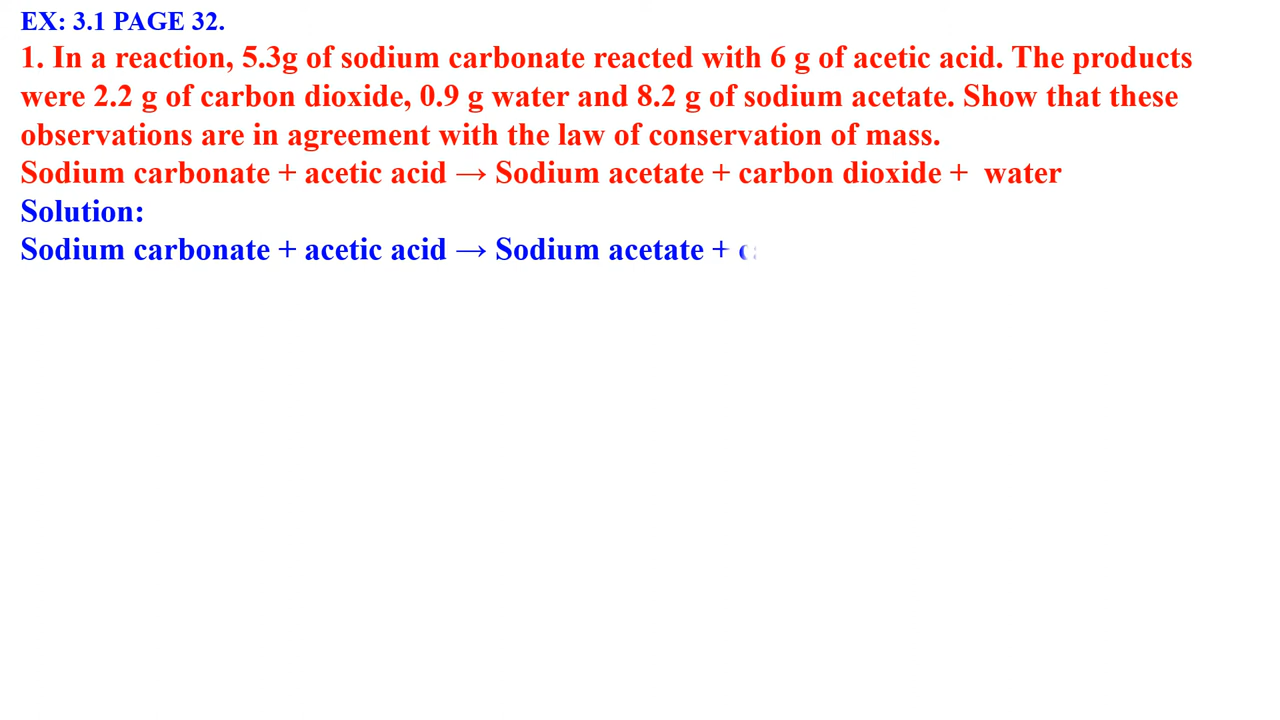 EX: 3.1 PAGE 32.
1. In a reaction, 5.3g of sodium carbonate reacted with 6 g of acetic acid. The products
were 2.2 g of carbon dioxide, 0.9 g water and 8.2 g of sodium acetate. Show that these
observations are in agreement with the law of conservation of mass.
Sodium carbonate + acetic acid → Sodium acetate + carbon dioxide + water
Solution:
Sodium carbonate + acetic acid → Sodium acetate +